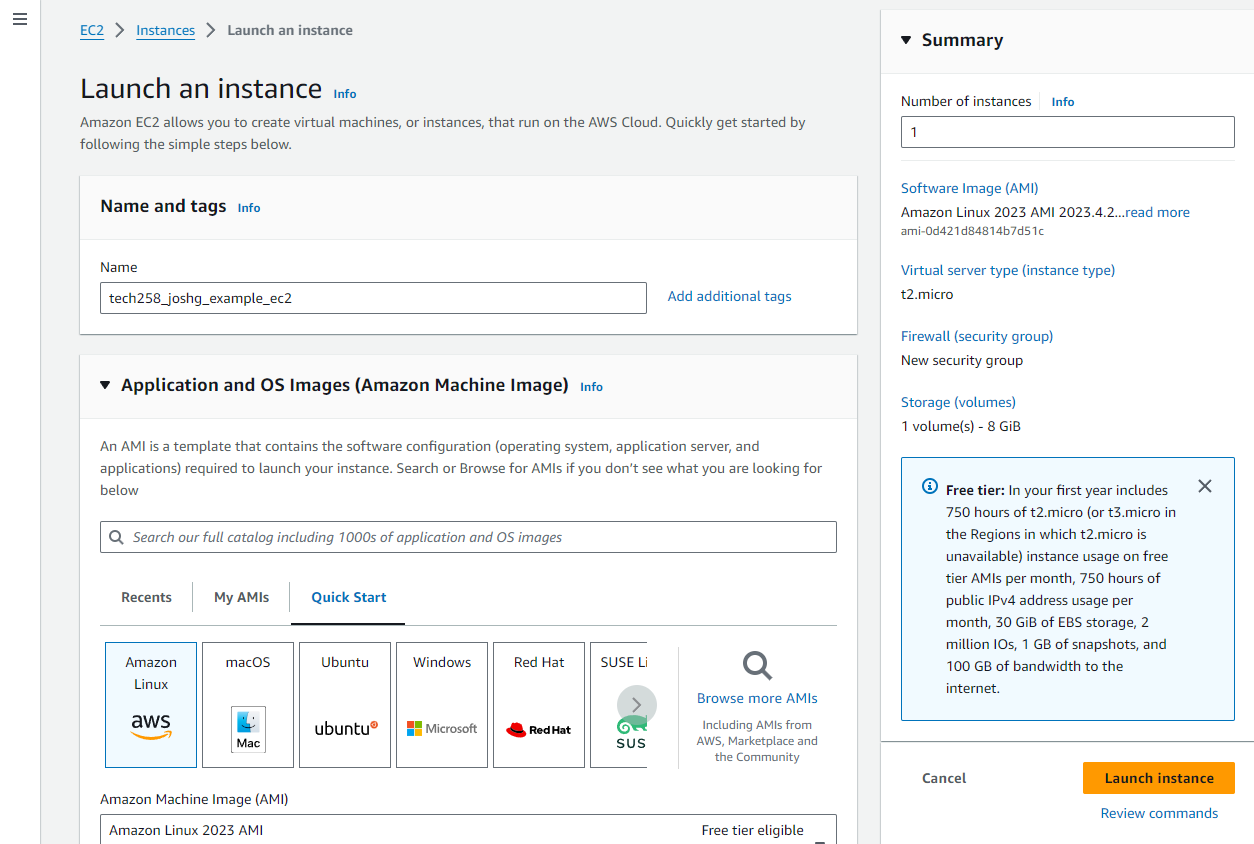 EC2 > Instances > Launch an instance
Launch an instance Info
Amazon EC2 allows you to create virtual machines, or instances, that run on the AWS Cloud. Quickly get started by
following the simple steps below.
Name and tags Info
Name
tech258_joshg_example_ec2
Add additional tags
Application and OS Images (Amazon Machine Image) Info
An AMI is a template that contains the software configuration (operating system, application server, and
applications) required to launch your instance. Search or Browse for AMIs if you don't see what you are looking for
below
Search our full catalog including 1000s of application and OS images
Recents
My AMIs
Quick Start
Amazon
Linux
aws
macOS
Mac
Ubuntu
ubuntu
Windows
Microsoft
Red Hat
Red Hat
SUSE Li
SUS
Browse more AMIs
Including AMIs from
AWS, Marketplace and
the Community
Amazon Machine Image (AMI)
Amazon Linux 2023 AMI
Free tier eligible
Summary
Number of instances Info
1
Software Image (AMI)
Amazon Linux 2023 AMI 2023.4.2...read more
ami-0d421d84814b7d51c
Virtual server type (instance type)
t2.micro
Firewall (security group)
New security group
Storage (volumes)
1 volume(s) - 8 GiB
Free tier: In your first year includes
750 hours of t2.micro (or t3.micro in
the Regions in which t2.micro is
unavailable) instance usage on free
tier AMIs per month, 750 hours of
public IPv4 address usage per
month, 30 GiB of EBS storage, 2
million IOs, 1 GB of snapshots, and
100 GB of bandwidth to the
internet.
Cancel
Launch instance
Review commands